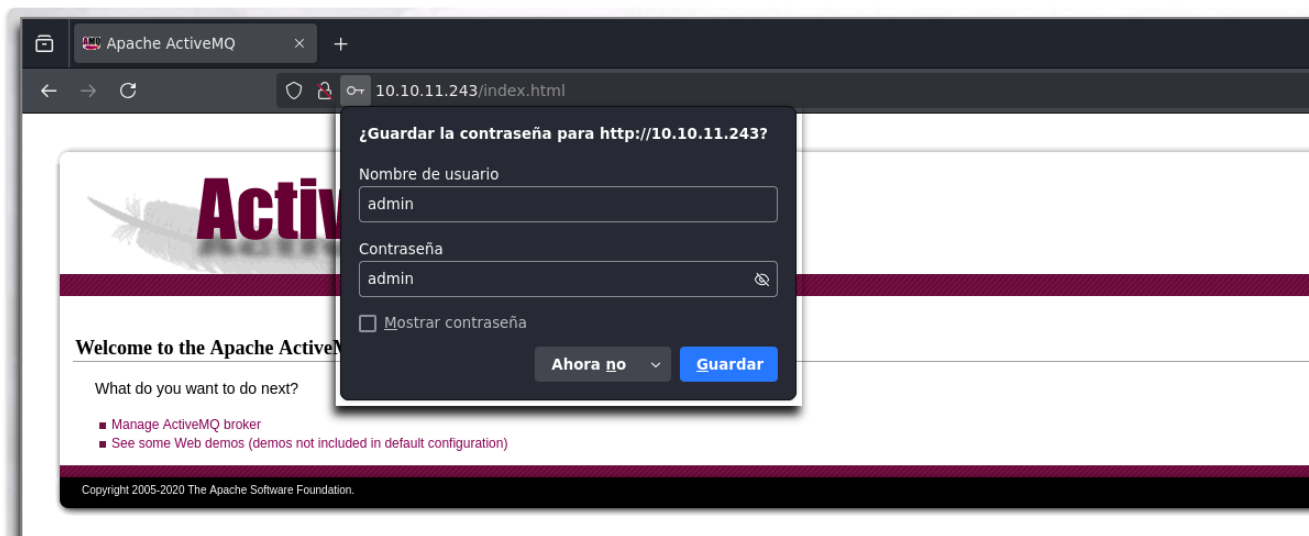 Apache ActiveMQ
10.10.11.243/index.html
¿Guardar la contraseña para http://10.10.11.243?
Nombre de usuario
admin
Contraseña
admin
Mostrar contraseña
Ahora no
Guardar
Activ
Welcome to the Apache Active
What do you want to do next?
Manage ActiveMQ broker
See some Web demos (demos not included in default configuration)
Copyright 2005-2020 The Apache Software Foundation.